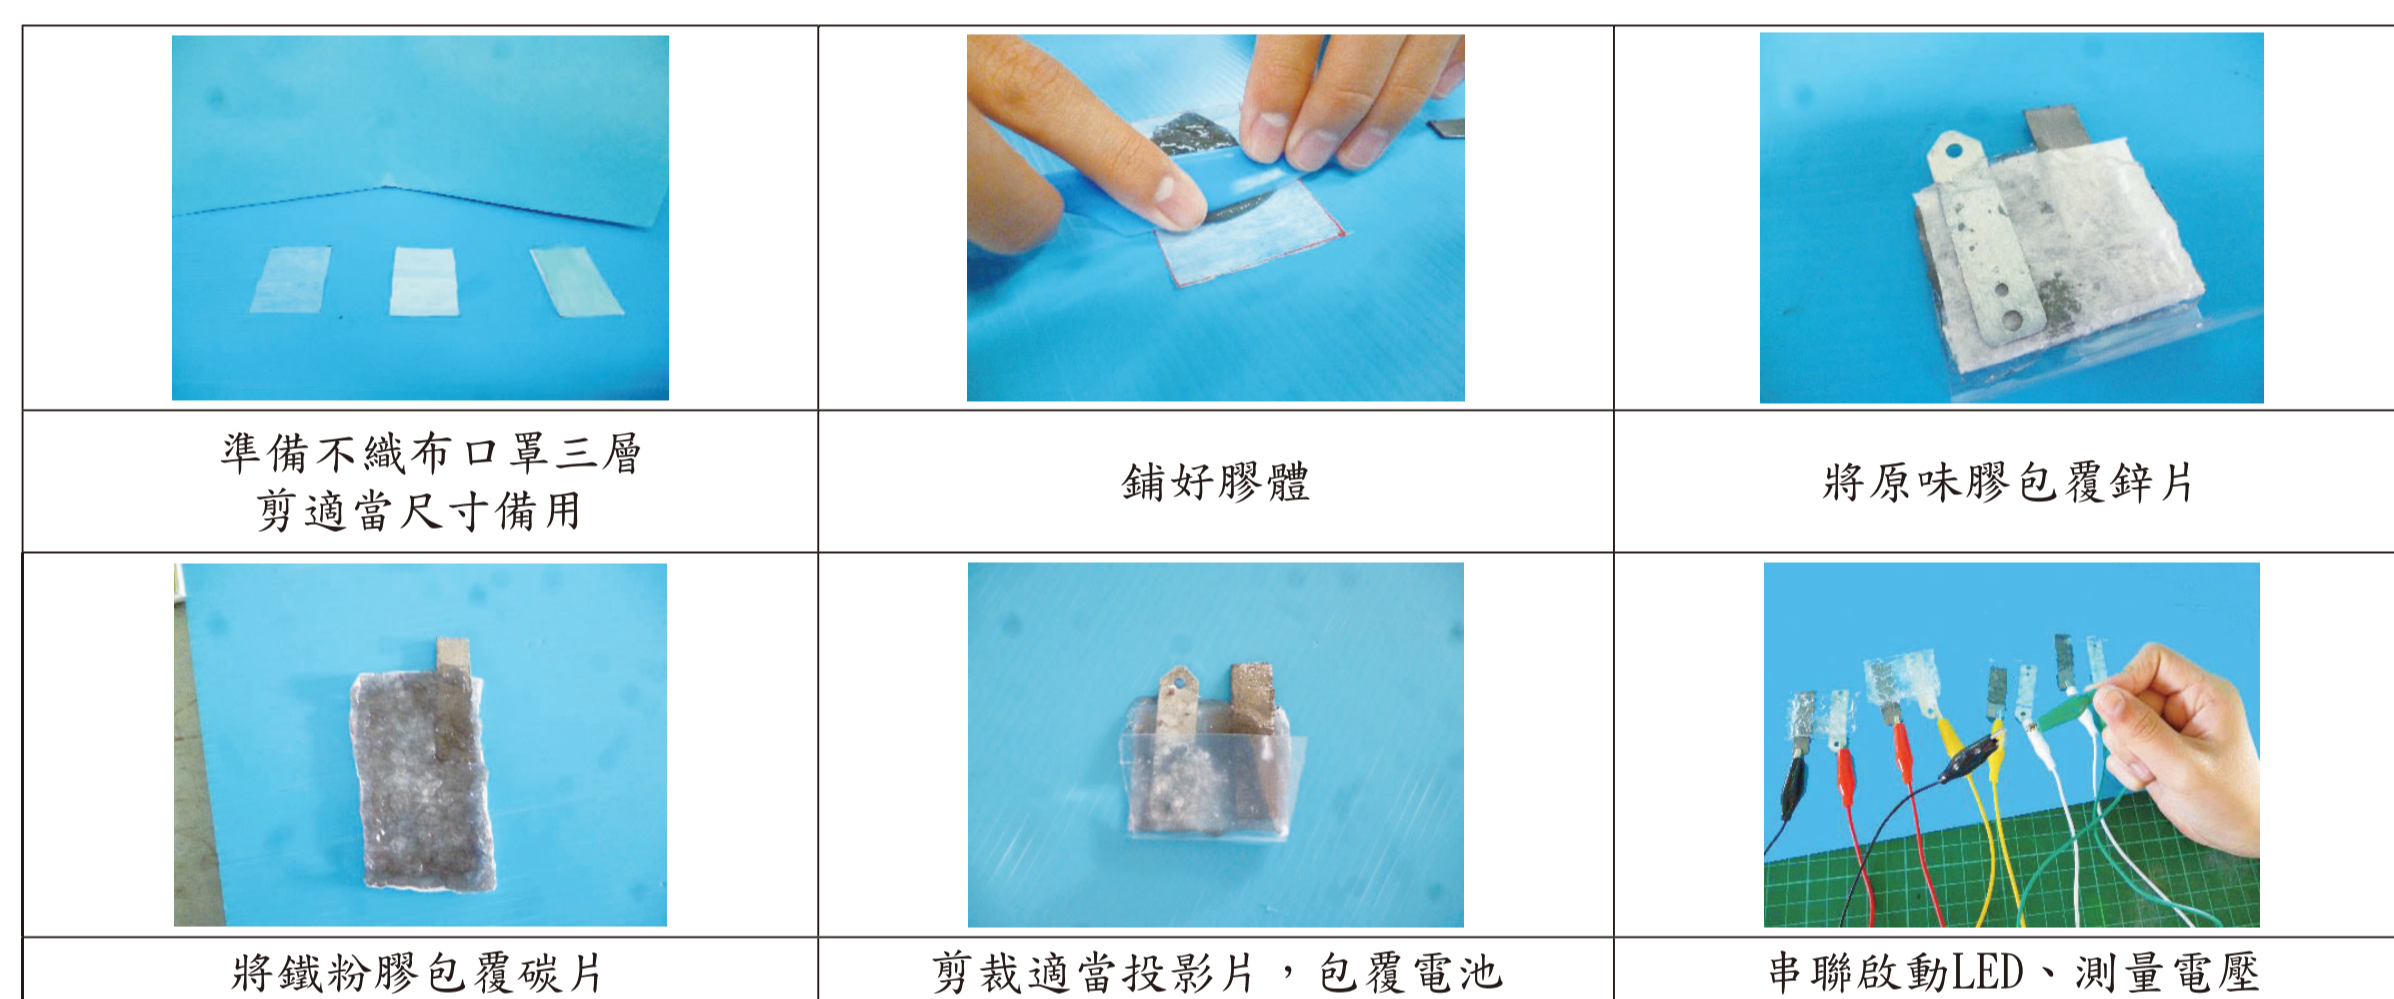 準備不織布口罩三層
剪適當尺寸備用
鋪好膠體
將原味膠包覆鋅片
將鐵粉膠包覆碳片
剪裁適當投影片，包覆電池
串聯啟動LED、測量電壓